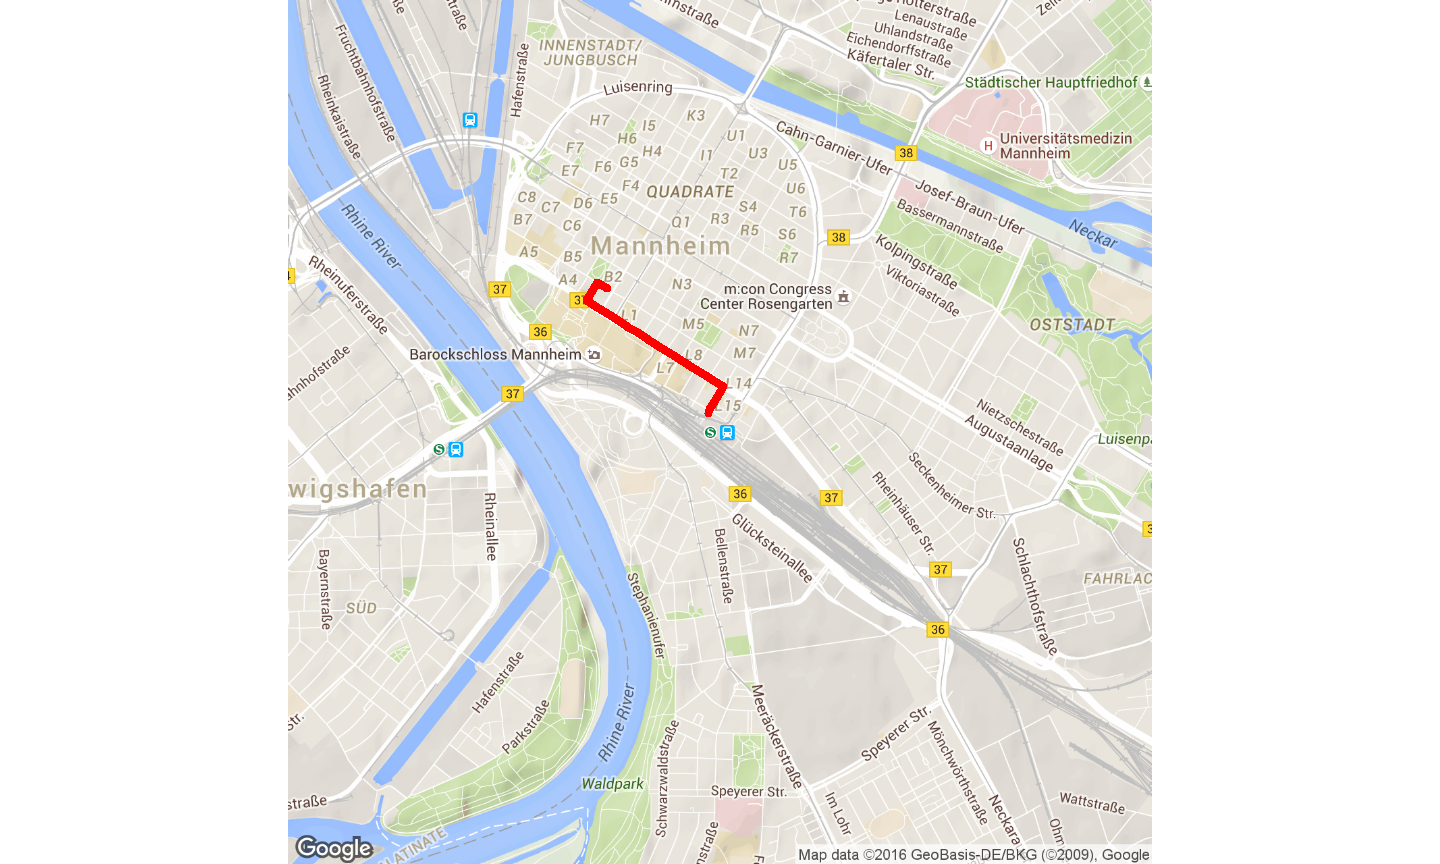 Lenaustraße
Uhlandstraße
Eichendorffstraße
Käfertaler Str.
Städtischer Hauptfriedhof
INNENSTADT/
JUNGBUSCH
Fruchtbahnhofstraße
Rheinkaistraße
Hafenstraße
Luisenring
H7
I5
K3
U1
H6
H4
F7
G5
I1
U3
U5
E7
F6
T2
F4
U6
QUADRATE
C8
D6
E5
C7
S4
T6
B7
C6
Q1
R3
R5
S6
Mannheim
A5
B5
R7
A4
B2
N3
L1
M5
N7
L8
M7
L7
L14
L15
Cahn-Garnier-Ufer
38
H
Universitätsmedizin
Mannheim
Josef-Braun-Ufer
Bassermannstraße
Neckar
38
Kolpingstraße
Viktoriastraße
Rhine River
Rheinuferstraße
37
37
36
m:con Congress
Center Rosengarten
OSTSTADT
Barockschloss Mannheim
37
S
S
wigshafen
Rheinallee
Nietzschestraße
Augustaanlage
Luisenpa
Seckenheimer Str.
Rheinhäuser Str.
36
37
Glücksteinallee
Bellenstraße
37
Schlachthofstraße
FAHRLAC
Bayernstraße
SÜD
Stephanienufer
36
Hafenstraße
Parkstraße
Rhine River
Meeräckerstraße
Speyerer Str.
Mönchwörthstraße
Schwarzwaldstraße
Waldpark
Speyerer Str.
Im Lohr
Neckara
Wattstraße
Google
Map data ©2016 GeoBasis-DE/BKG (©2009), Google